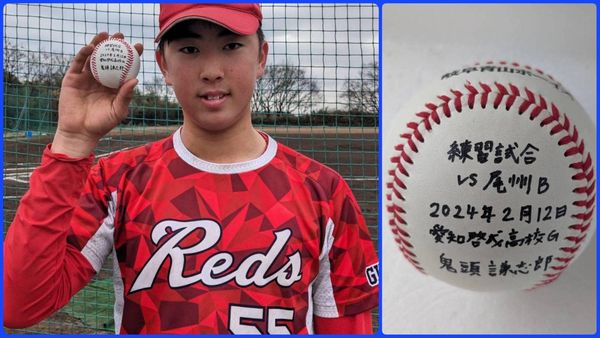 Reds
55
練習試合
vs 尾州B
2024年2月12日
愛知啓成高校G
鬼頭 謙志郎